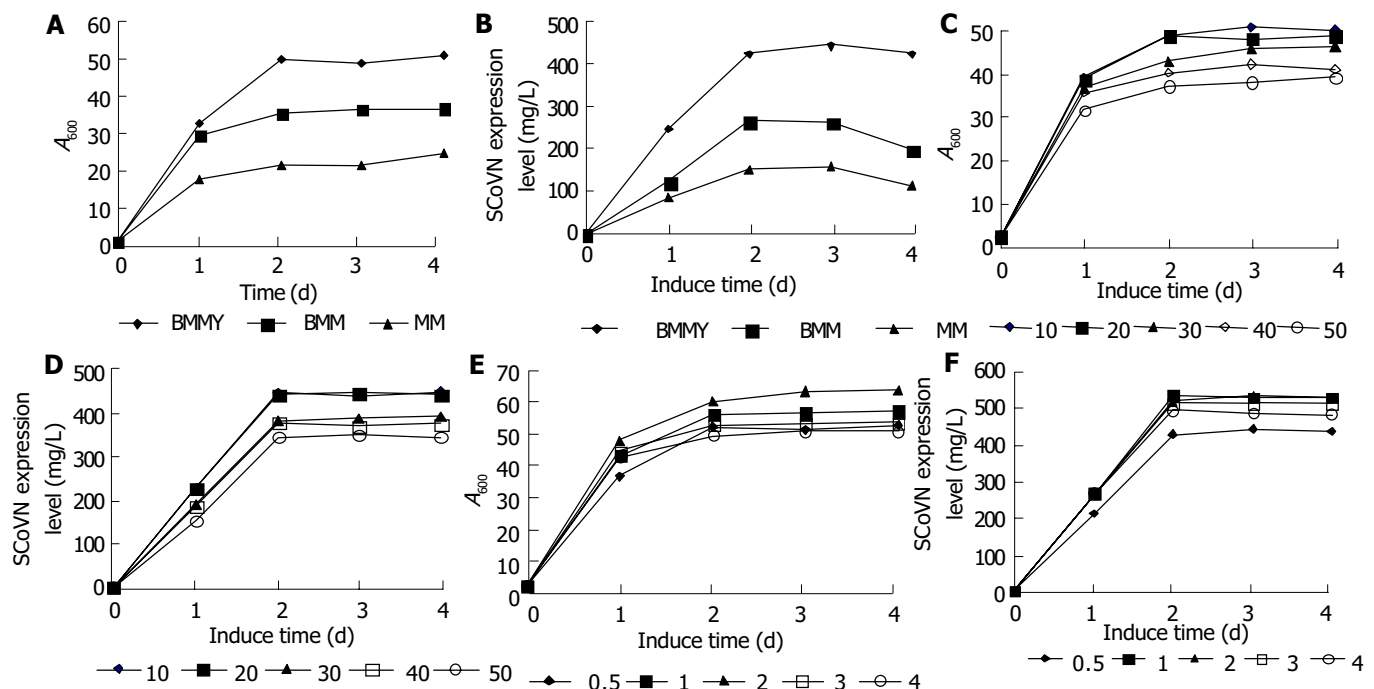 A
60
50
40
30
20
10
0
A600
0 1 2 3 4
Time (d)
BMMY BMM MM
B
500
400
300
200
100
0
SCoVN expression
level (mg/L)
0 1 2 3 4
Induce time (d)
BMMY BMM MM
C
50
40
30
20
10
0
A600
0 1 2 3 4
Induce time (d)
10 20 30 40 50
D
500
400
300
200
100
0
SCoVN expression
level (mg/L)
0 1 2 3 4
Induce time (d)
10 20 30 40 50
E
70
60
50
40
30
20
10
0
A600
0 1 2 3 4
Induce time (d)
0.5 1 2 3 4
F
600
500
400
300
200
100
0
SCoVN expression
level (mg/L)
0 1 2 3 4
Induce time (d)
0.5 1 2 3 4